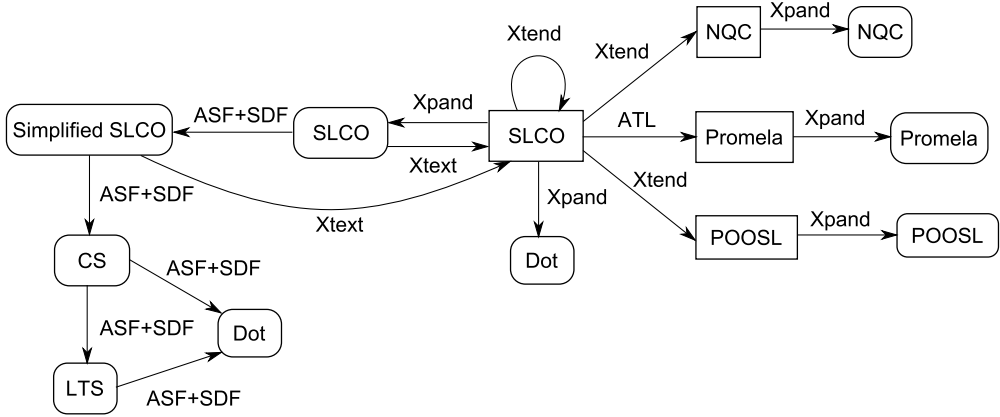 Xpand
Xtend
NQC
NQC
Xtend
ASF+SDF
Xpand
ATL
Xpand
Simplified SLCO
SLCO
SLCO
Promela
Promela
Xtext
Xtend
ASF+SDF
Xpand
Xpand
Xtext
POOSL
POOSL
CS
ASF+SDF
Dot
ASF+SDF
Dot
LTS
ASF+SDF